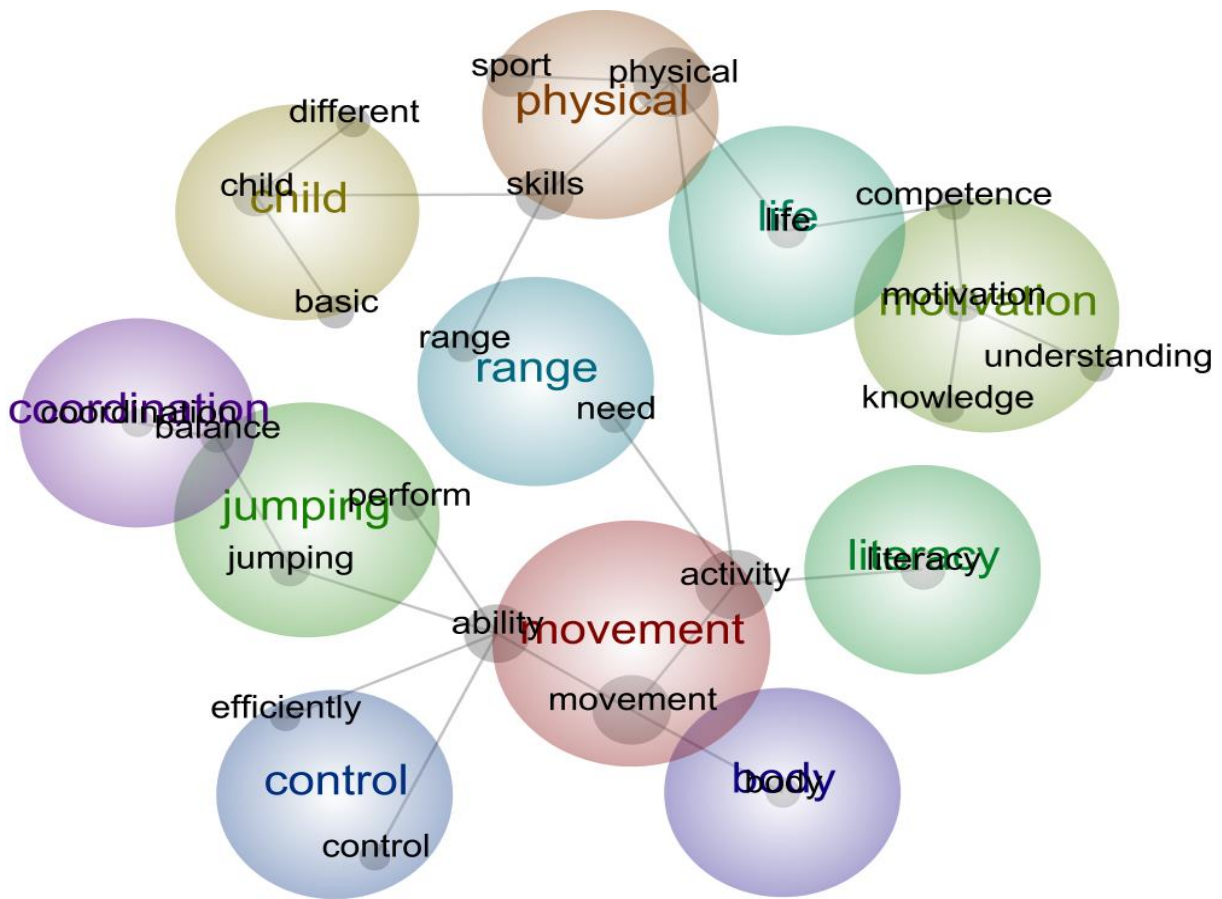 sport
physical
physical
different
child
child
skills
competence
life
life
basic
motivation
motivation
range
range
understanding
knowledge
need
coordination
coordination
balance
perform
jumping
jumping
activity
literacy
literacy
ability
movement
movement
efficiently
control
control
body
body